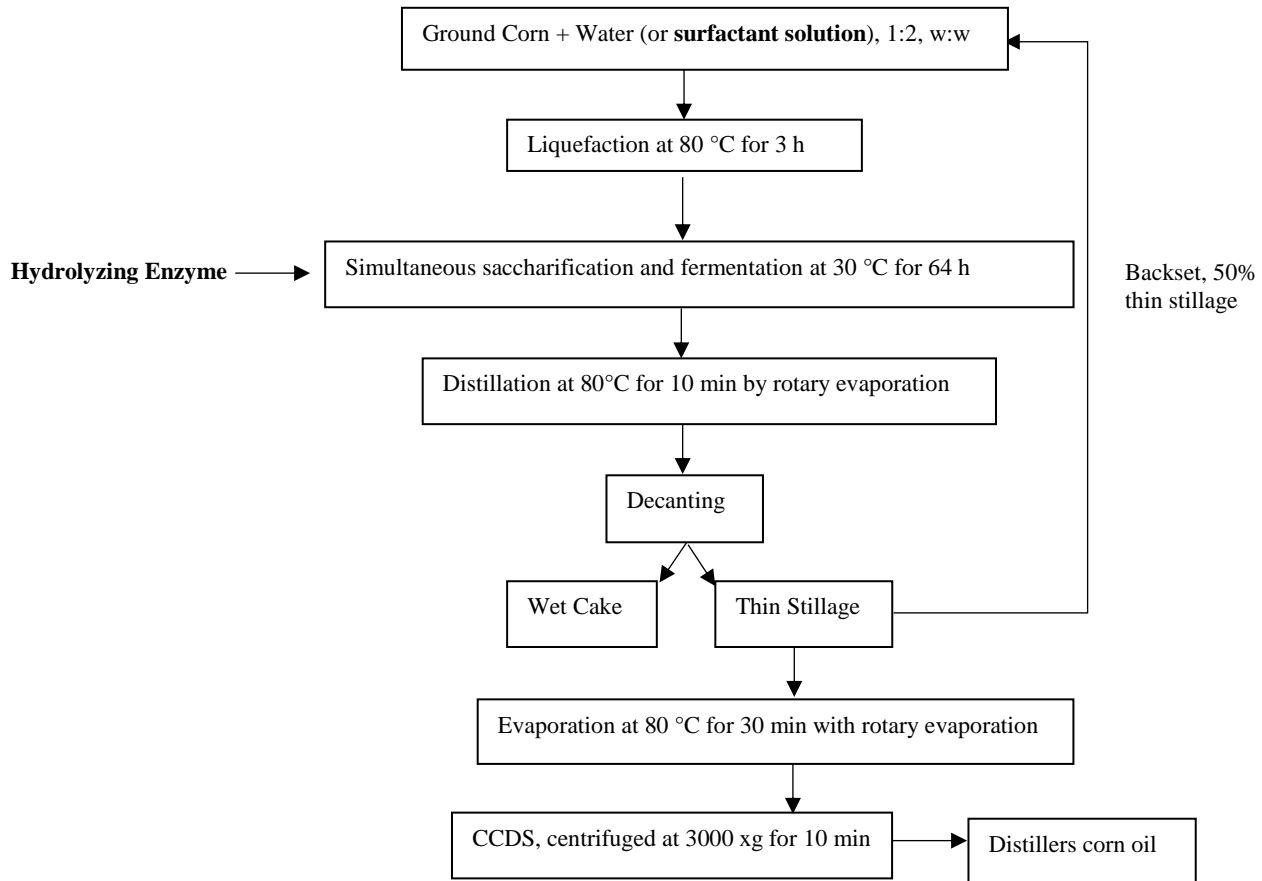 Ground Corn + Water (or surfactant solution), 1:2, w:w
Liquefaction at 80 °C for 3 h
Hydrolyzing Enzyme
Simultaneous saccharification and fermentation at 30 °C for 64 h
Backset, 50%
thin stillage
Distillation at 80°C for 10 min by rotary evaporation
Decanting
Wet Cake
Thin Stillage
Evaporation at 80 °C for 30 min with rotary evaporation
CCDS, centrifuged at 3000 xg for 10 min
Distillers corn oil